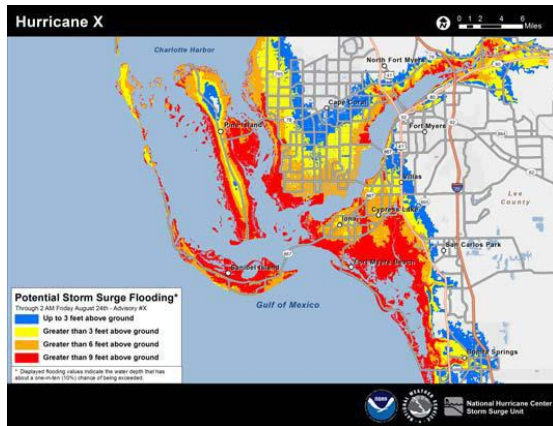 Hurricane X
0 1 2 4 6
Miles
Charlotte Harbor
North Fort Myers
Cape Coral
Pine Island
Fort Myers
Villas
Lee
County
Iona
Cypress Lake
San Carlos Park
Fort Myers Beach
Sanibel Island
Gulf of Mexico
Bonita Springs
Potential Storm Surge Flooding*
Through 2 AM Friday August 24th - Advisory #X
Up to 3 feet above ground
Greater than 3 feet above ground
Greater than 6 feet above ground
Greater than 9 feet above ground
* Displayed flooding values indicate the water depth that has
about a one-in-ten (10%) chance of being exceeded.
National Hurricane Center
Storm Surge Unit